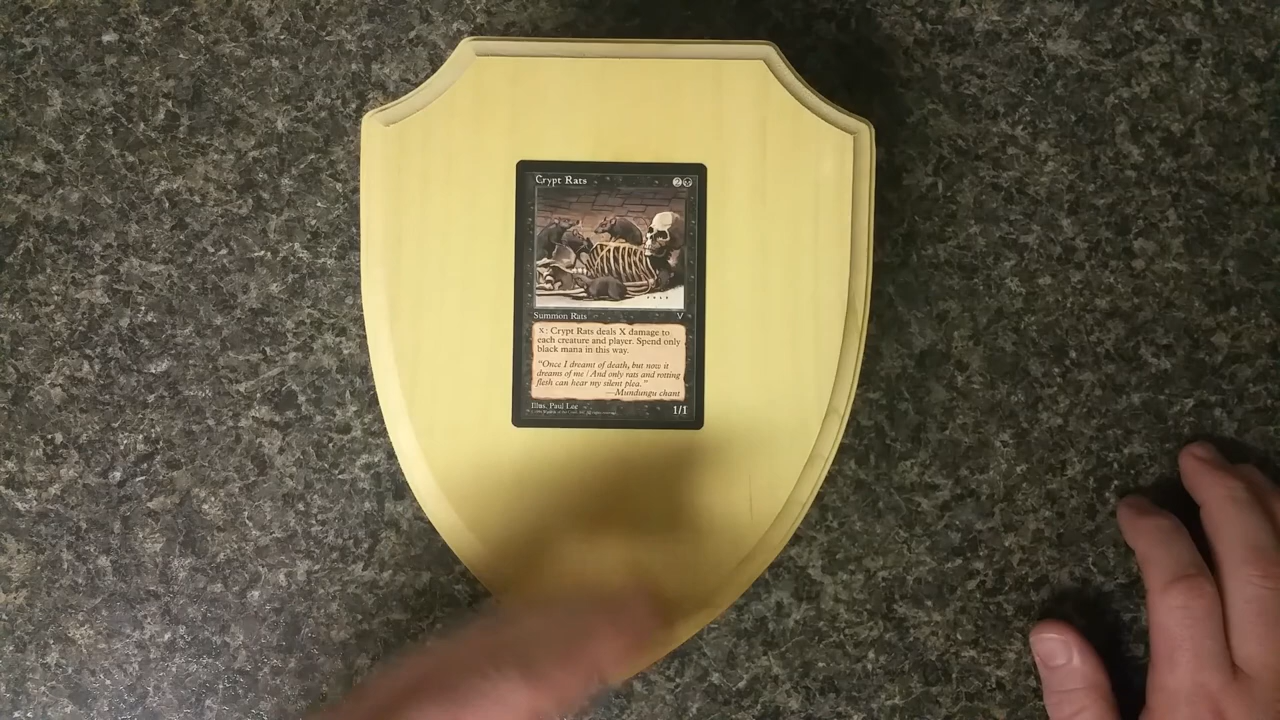 Crypt Rats 2
Summon Rats
X: Crypt Rats deals X damage to
each creature and player. Spend only
black mana in this way.
"Once I dreamt of death, but now it
dreams of me / And only rats and rotting
flesh can hear my silent plea."
—Mundungu chant
Illus. Paul Lee
1/1